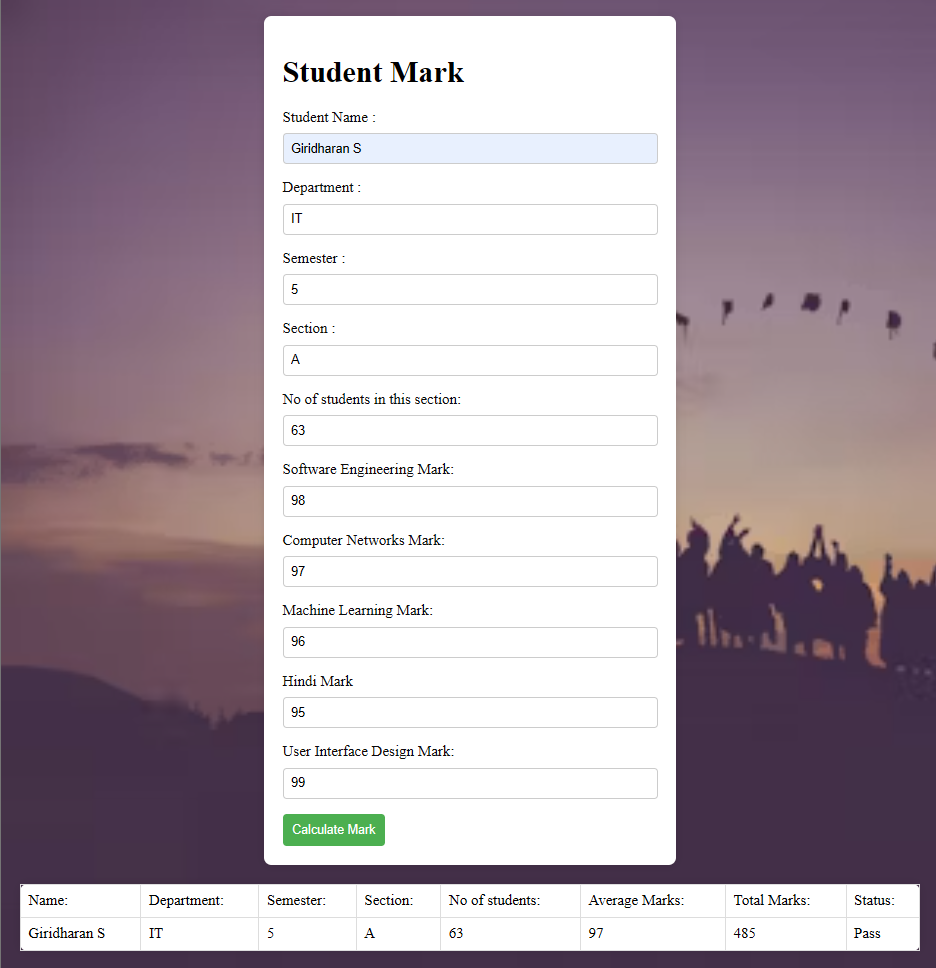 Student Mark
Student Name :
Giridharan S
Department :
IT
Semester :
5
Section :
A
No of students in this section:
63
Software Engineering Mark:
98
Computer Networks Mark:
97
Machine Learning Mark:
96
Hindi Mark
95
User Interface Design Mark:
99
Calculate Mark
Name: Department: Semester: Section: No of students: Average Marks: Total Marks: Status:
Giridharan S IT 5 A 63 97 485 Pass